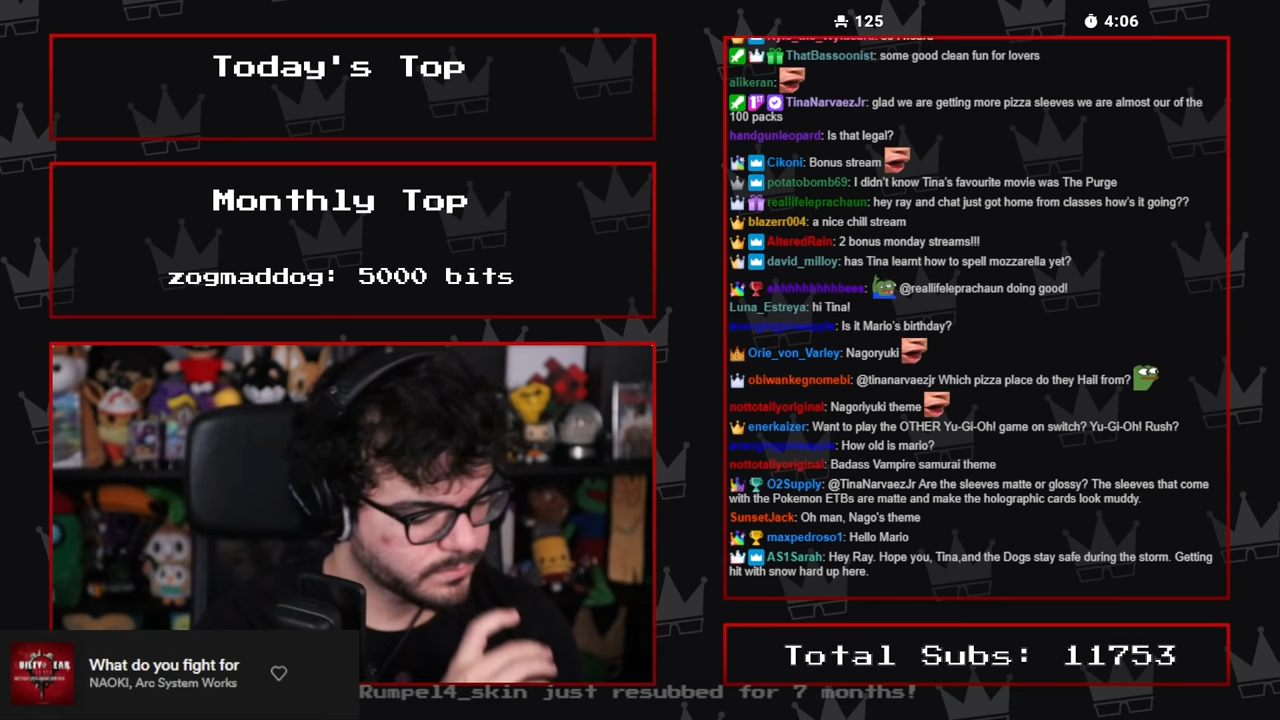 125
4:06
Today's Top
Monthly Top
zogmaddog: 5000 bits
ThatBassoonist: some good clean fun for lovers
alikeran:
TinaNarvaezJr: glad we are getting more pizza sleeves we are almost our of the
100 packs
handgunleopard: Is that legal?
Cikoni: Bonus stream
potatobomb69: I didn't know Tina's favourite movie was The Purge
reallifeleprachaun: hey ray and chat just got home from classes how's it going??
blazerr004: a nice chill stream
AlteredRain: 2 bonus monday streams!!!
david_milloy: has Tina learnt how to spell mozzarella yet?
@reallifeleprachaun doing good!
Luna_Estreya: hi Tina!
Is it Mario's birthday?
Orie_von_Varley: Nagoryuki
obiwankegnomebi: @tinanarvaezjr Which pizza place do they Hail from?
nottotallyoriginal: Nagoriyuki theme
enerkaizer: Want to play the OTHER Yu-Gi-Oh! game on switch? Yu-Gi-Oh! Rush?
How old is mario?
nottotallyoriginal: Badass Vampire samurai theme
O2Supply: @TinaNarvaezJr Are the sleeves matte or glossy? The sleeves that come
with the Pokemon ETBs are matte and make the holographic cards look muddy.
SunsetJack: Oh man, Nago's theme
maxpedroso1: Hello Mario
AS1Sarah: Hey Ray. Hope you, Tina,and the Dogs stay safe during the storm. Getting
hit with snow hard up here.
What do you fight for
NAOKI, Arc System Works
Total Subs: 11753
Rumpel4_skin just resubbed for 7 months!